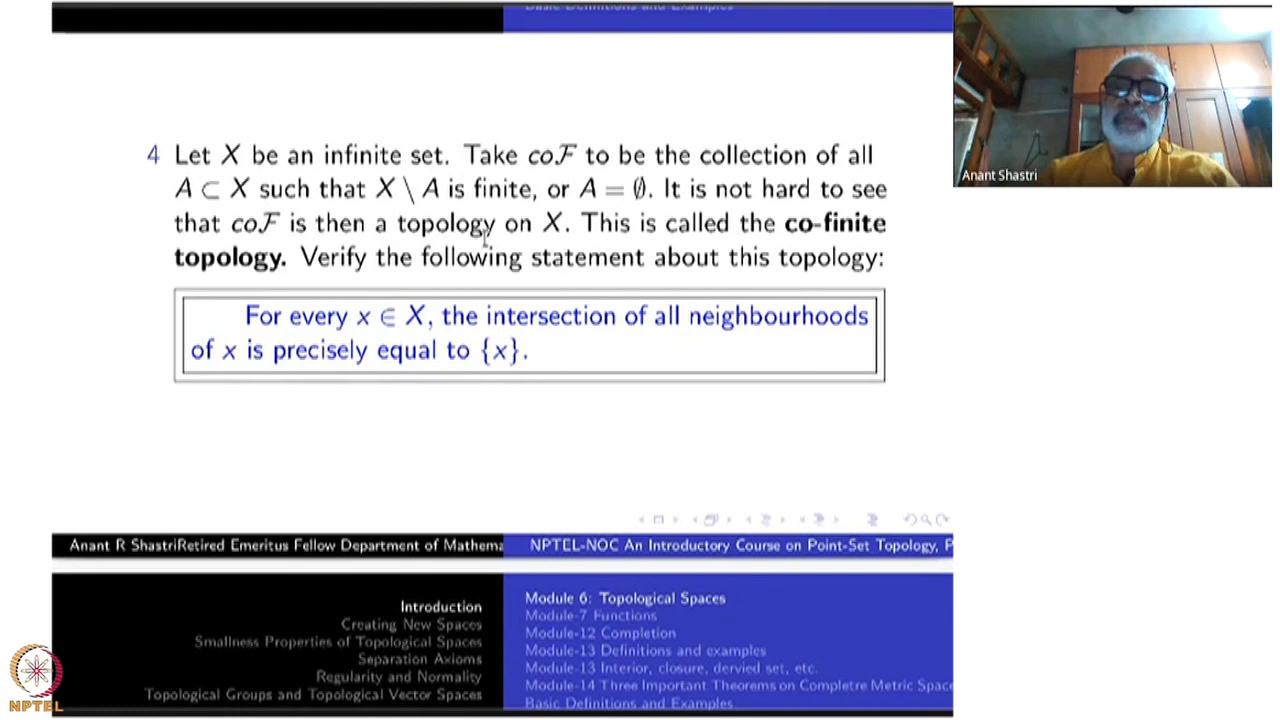 Basic Definitions and Examples
4 Let X be an infinite set. Take coℱ to be the collection of all
A ⊂ X such that X \ A is finite, or A = ∅. It is not hard to see
that coℱ is then a topology on X. This is called the co-finite
topology. Verify the following statement about this topology:
For every x ∈ X, the intersection of all neighbourhoods
of x is precisely equal to {x}.
Anant Shastri
Anant R ShastriRetired Emeritus Fellow Department of Mathema
NPTEL-NOC An Introductory Course on Point-Set Topology, P
Introduction
Creating New Spaces
Smallness Properties of Topological Spaces
Separation Axioms
Regularity and Normality
Topological Groups and Topological Vector Spaces
Module 6: Topological Spaces
Module-7 Functions
Module-12 Completion
Module-13 Definitions and examples
Module-13 Interior, closure, dervied set, etc.
Module-14 Three Important Theorems on Completre Metric Space
Basic Definitions and Examples
NPTEL